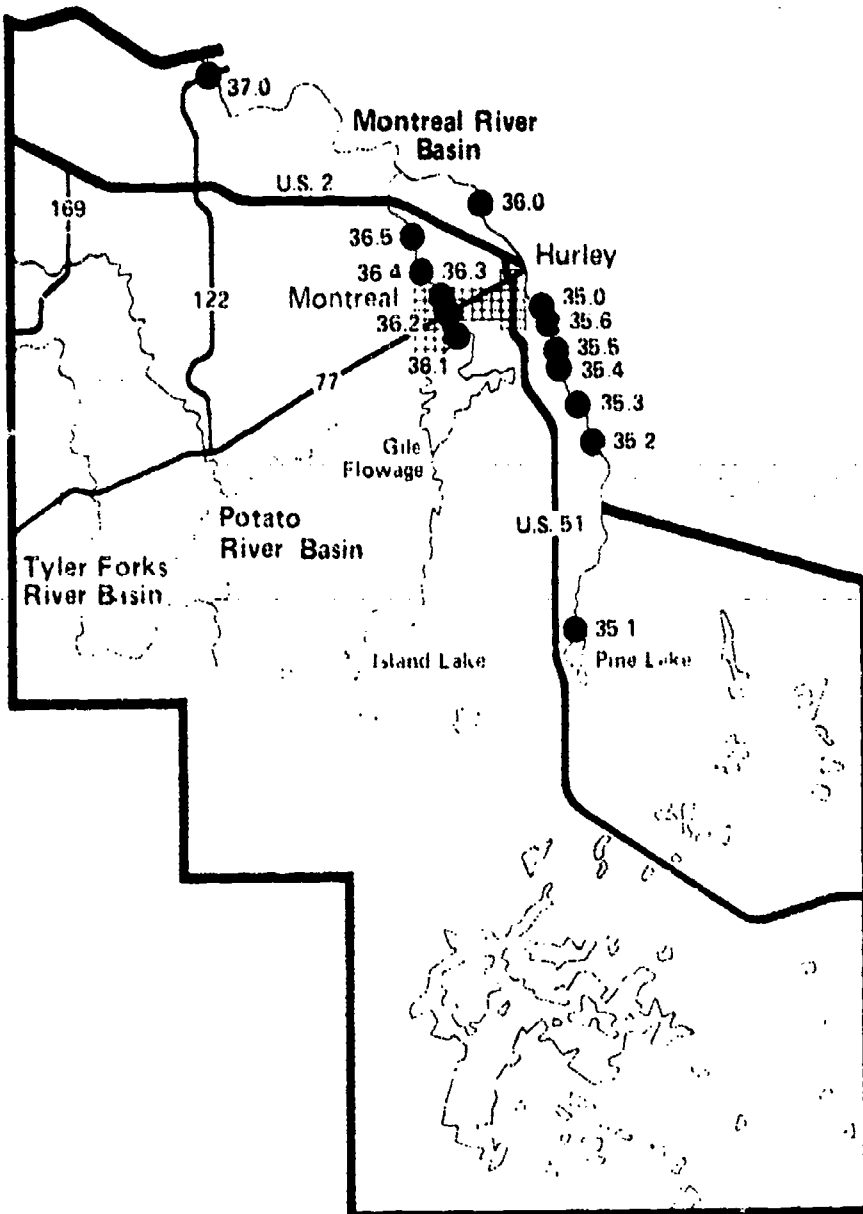 37.0
Montreal River
Basin
U.S. 2
169
36.0
36.5
Hurley
36.4
36.3
Montreal
122
35.0
36.2
35.6
36.1
35.5
35.4
77
35.3
Gile
Flowage
35 2
U.S. 51
Potato
River Basin
Tyler Forks
River Basin
35 1
Island Lake
Pine Lake